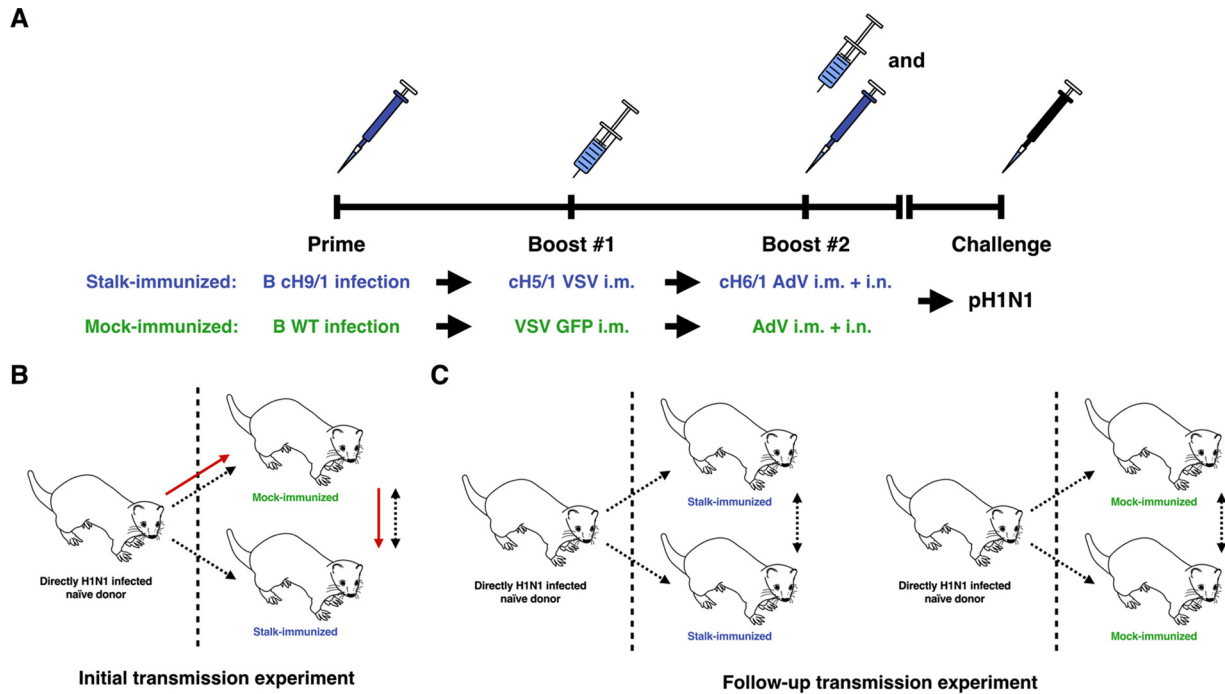 A
and
Prime Boost #1 Boost #2 Challenge
Stalk-immunized: B cH9/1 infection cH5/1 VSV i.m. cH6/1 AdV i.m. + i.n.
pH1N1
Mock-immunized: B WT infection VSV GFP i.m. AdV i.m. + i.n.
B
Mock-immunized
Directly H1N1 infected
naïve donor
Stalk-immunized
Initial transmission experiment
C
Stalk-immunized
Directly H1N1 infected
naïve donor
Stalk-immunized
Mock-immunized
Directly H1N1 infected
naïve donor
Mock-immunized
Follow-up transmission experiment